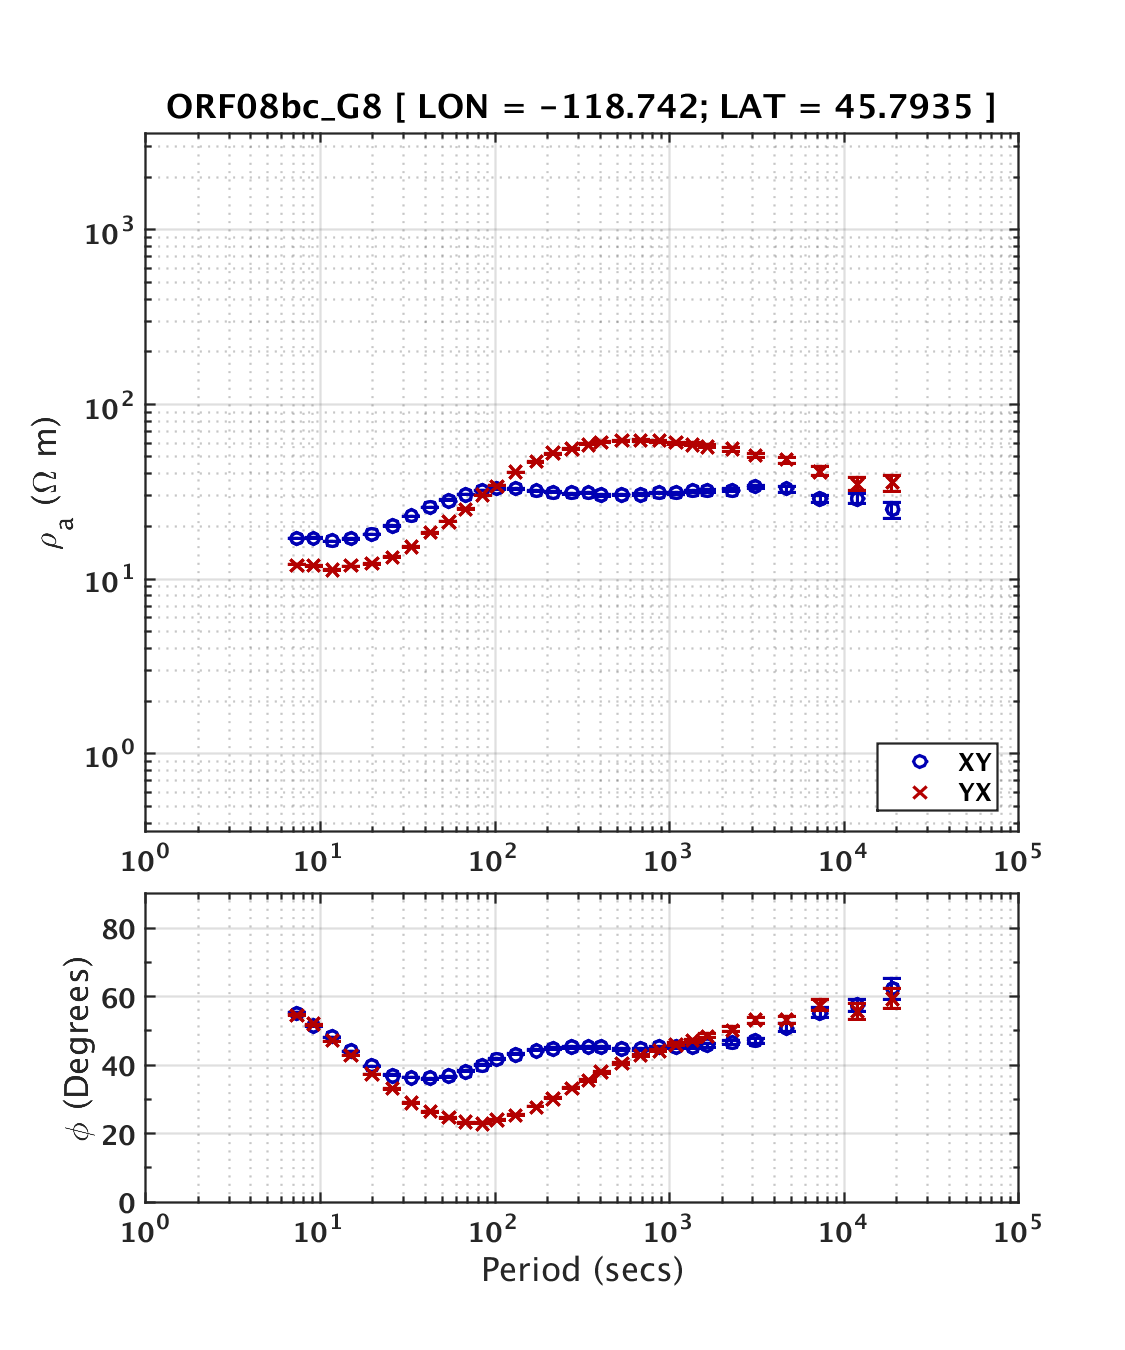 ORF08bc_G8 [ LON = -118.742; LAT = 45.7935 ]
10³
10²
10¹
10⁰
ρₐ (Ω m)
XY
YX
10⁰ 10¹ 10² 10³ 10⁴ 10⁵
80
60
40
20
0
ϕ (Degrees)
10⁰ 10¹ 10² 10³ 10⁴ 10⁵
Period (secs)